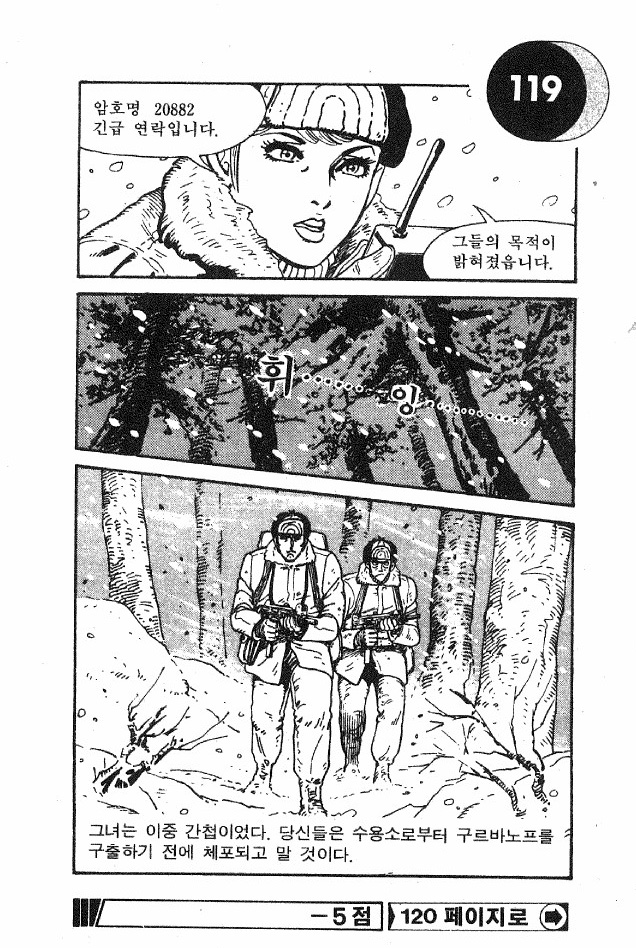 119
암호명 20882
긴급 연락입니다.
그들의 목적이
밝혀졌읍니다.
휘
잉
그녀는 이중 간첩이었다. 당신들은 수용소로부터 구르바노프를
구출하기 전에 체포되고 말 것이다.
−5점 120 페이지로